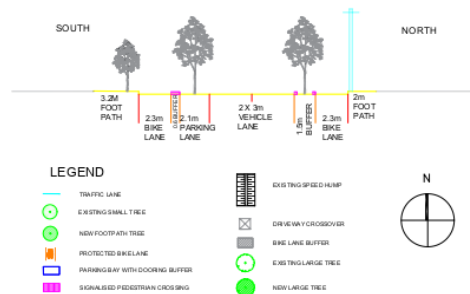 SOUTH
NORTH
3.2M
FOOT
PATH
2.3m
BIKE
LANE
0.6 BUFFER
2.1m
PARKING
LANE
2 X 3m
VEHICLE
LANE
1.5m
BUFFER
2.3m
BIKE
LANE
2m
FOOT
PATH
LEGEND
TRAFFIC LANE
EXISTING SMALL TREE
NEW FOOTPATH TREE
PROTECTED BIKE LANE
PARKING BAY WITH DOORING BUFFER
SIGNALISED PEDESTRIAN CROSSING
EXISTING SPEED HUMP
DRIVEWAY CROSSOVER
BIKE LANE BUFFER
EXISTING LARGE TREE
NEW LARGE TREE
N